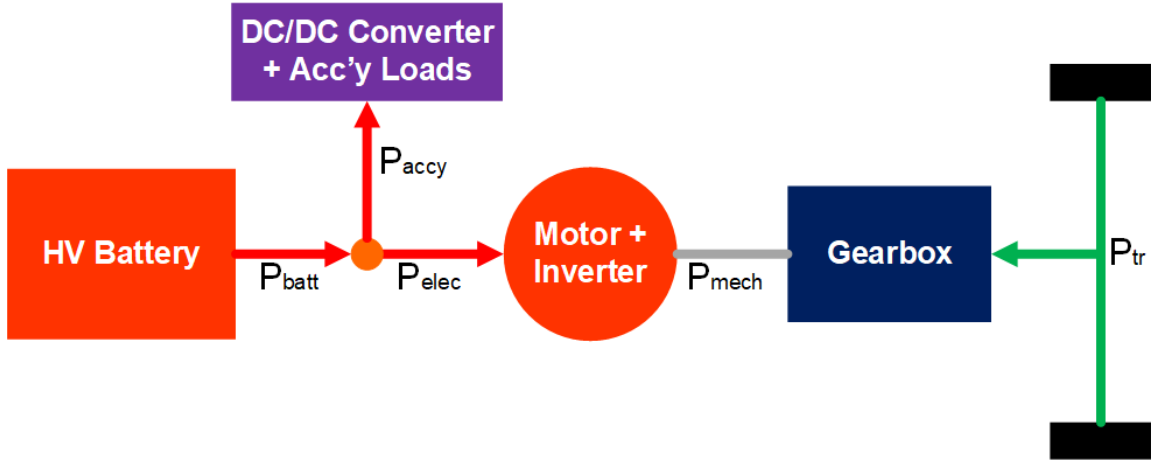 DC/DC Converter
+ Acc'y Loads
Paccy
HV Battery
Pbatt
Pelec
Motor +
Inverter
Pmech
Gearbox
Ptr